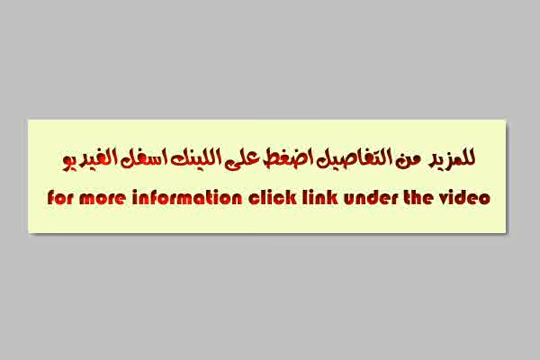 للمزيد من التفاصيل اضغط على اللينك اسفل الفيديو
for more information click link under the video